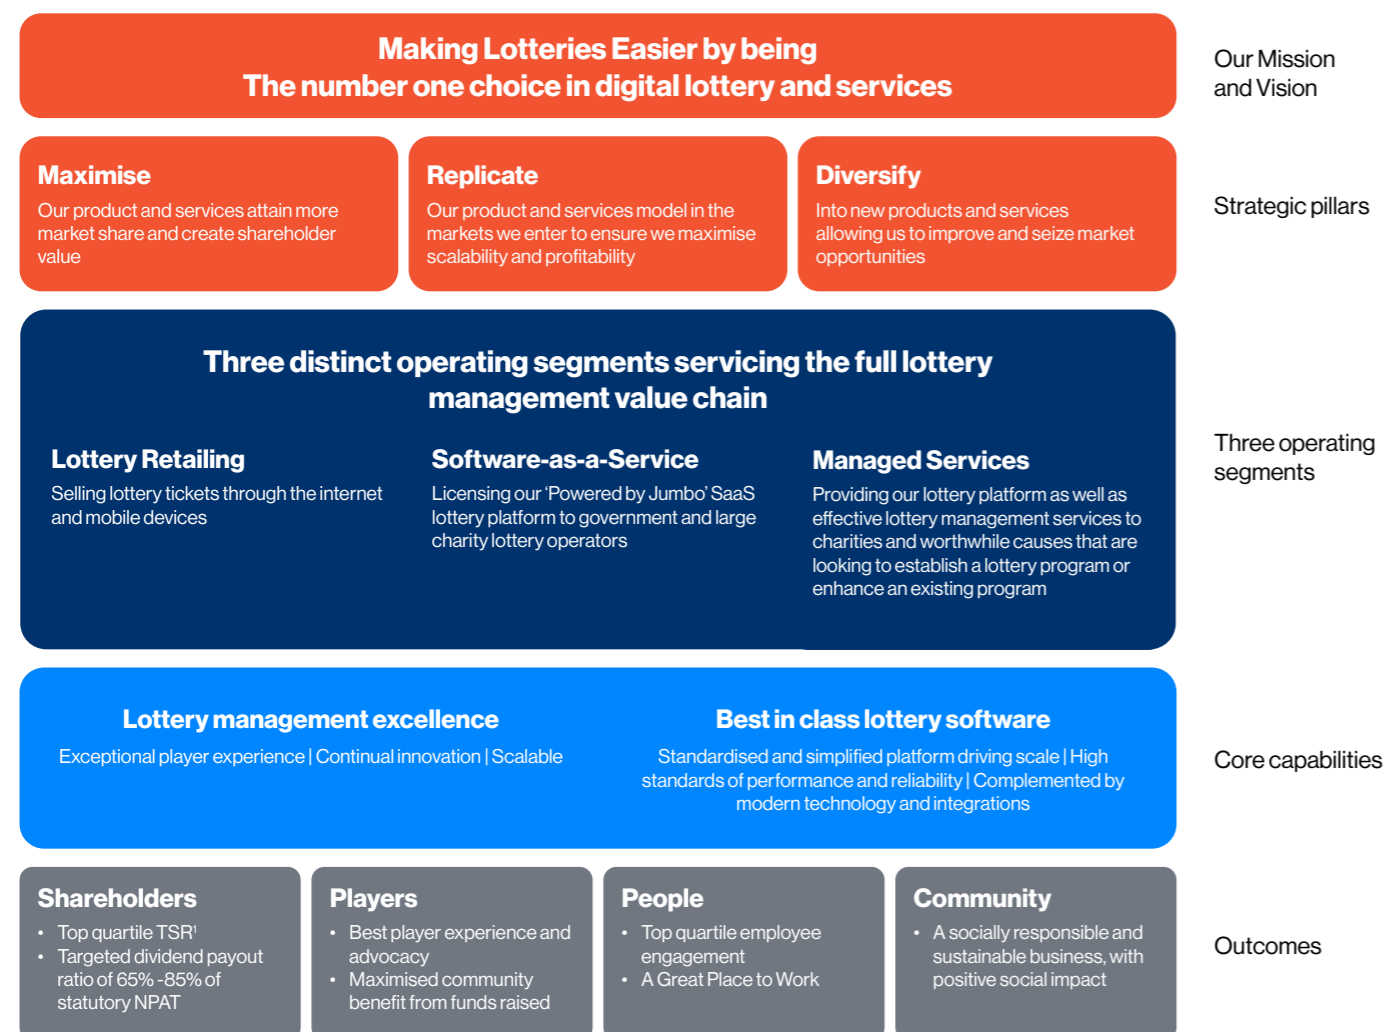 Making Lotteries Easier by being
The number one choice in digital lottery and services
Our Mission
and Vision
Maximise
Our product and services attain more
market share and create shareholder
value
Replicate
Our product and services model in the
markets we enter to ensure we maximise
scalability and profitability
Diversify
Into new products and services
allowing us to improve and seize market
opportunities
Strategic pillars
Three distinct operating segments servicing the full lottery
management value chain
Lottery Retailing
Selling lottery tickets through the internet
and mobile devices
Software-as-a-Service
Licensing our ‘Powered by Jumbo’ SaaS
lottery platform to government and large
charity lottery operators
Managed Services
Providing our lottery platform as well as
effective lottery management services to
charities and worthwhile causes that are
looking to establish a lottery program or
enhance an existing program
Three operating
segments
Lottery management excellence
Exceptional player experience | Continual innovation | Scalable
Best in class lottery software
Standardised and simplified platform driving scale | High
standards of performance and reliability | Complemented by
modern technology and integrations
Core capabilities
Shareholders
• Top quartile TSR¹
• Targeted dividend payout
ratio of 65% -85% of
statutory NPAT
Players
• Best player experience and
advocacy
• Maximised community
benefit from funds raised
People
• Top quartile employee
engagement
• A Great Place to Work
Community
• A socially responsible and
sustainable business, with
positive social impact
Outcomes